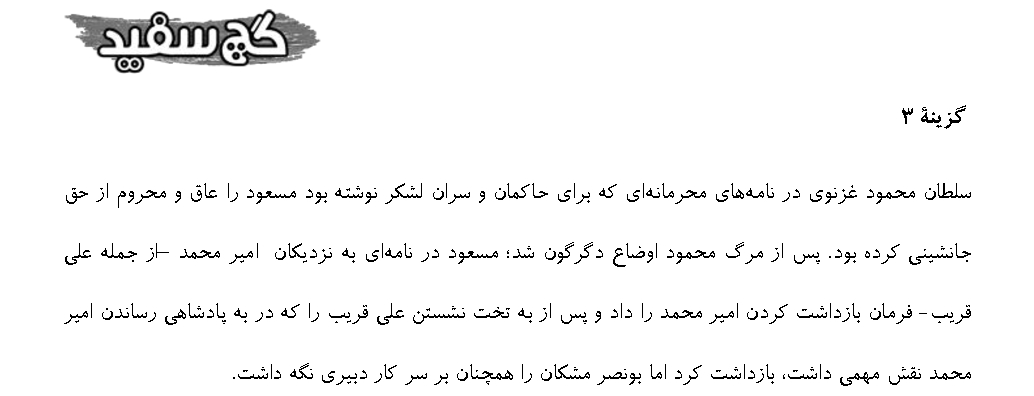 گچ سفید
گزینهٔ ۳
سلطان محمود غزنوی در نامه‌های محرمانه‌ای که برای حاکمان و سران لشکر نوشته بود مسعود را عاق و محروم از حق
جانشینی کرده بود. پس از مرگ محمود اوضاع دگرگون شد؛ مسعود در نامه‌ای به نزدیکان امیر محمد –از جمله علی
قریب- فرمان بازداشت کردن امیر محمد را داد و پس از به تخت نشستن علی قریب را که در به پادشاهی رساندن امیر
محمد نقش مهمی داشت، بازداشت کرد اما بونصر مشکان را همچنان بر سر کار دبیری نگه داشت.